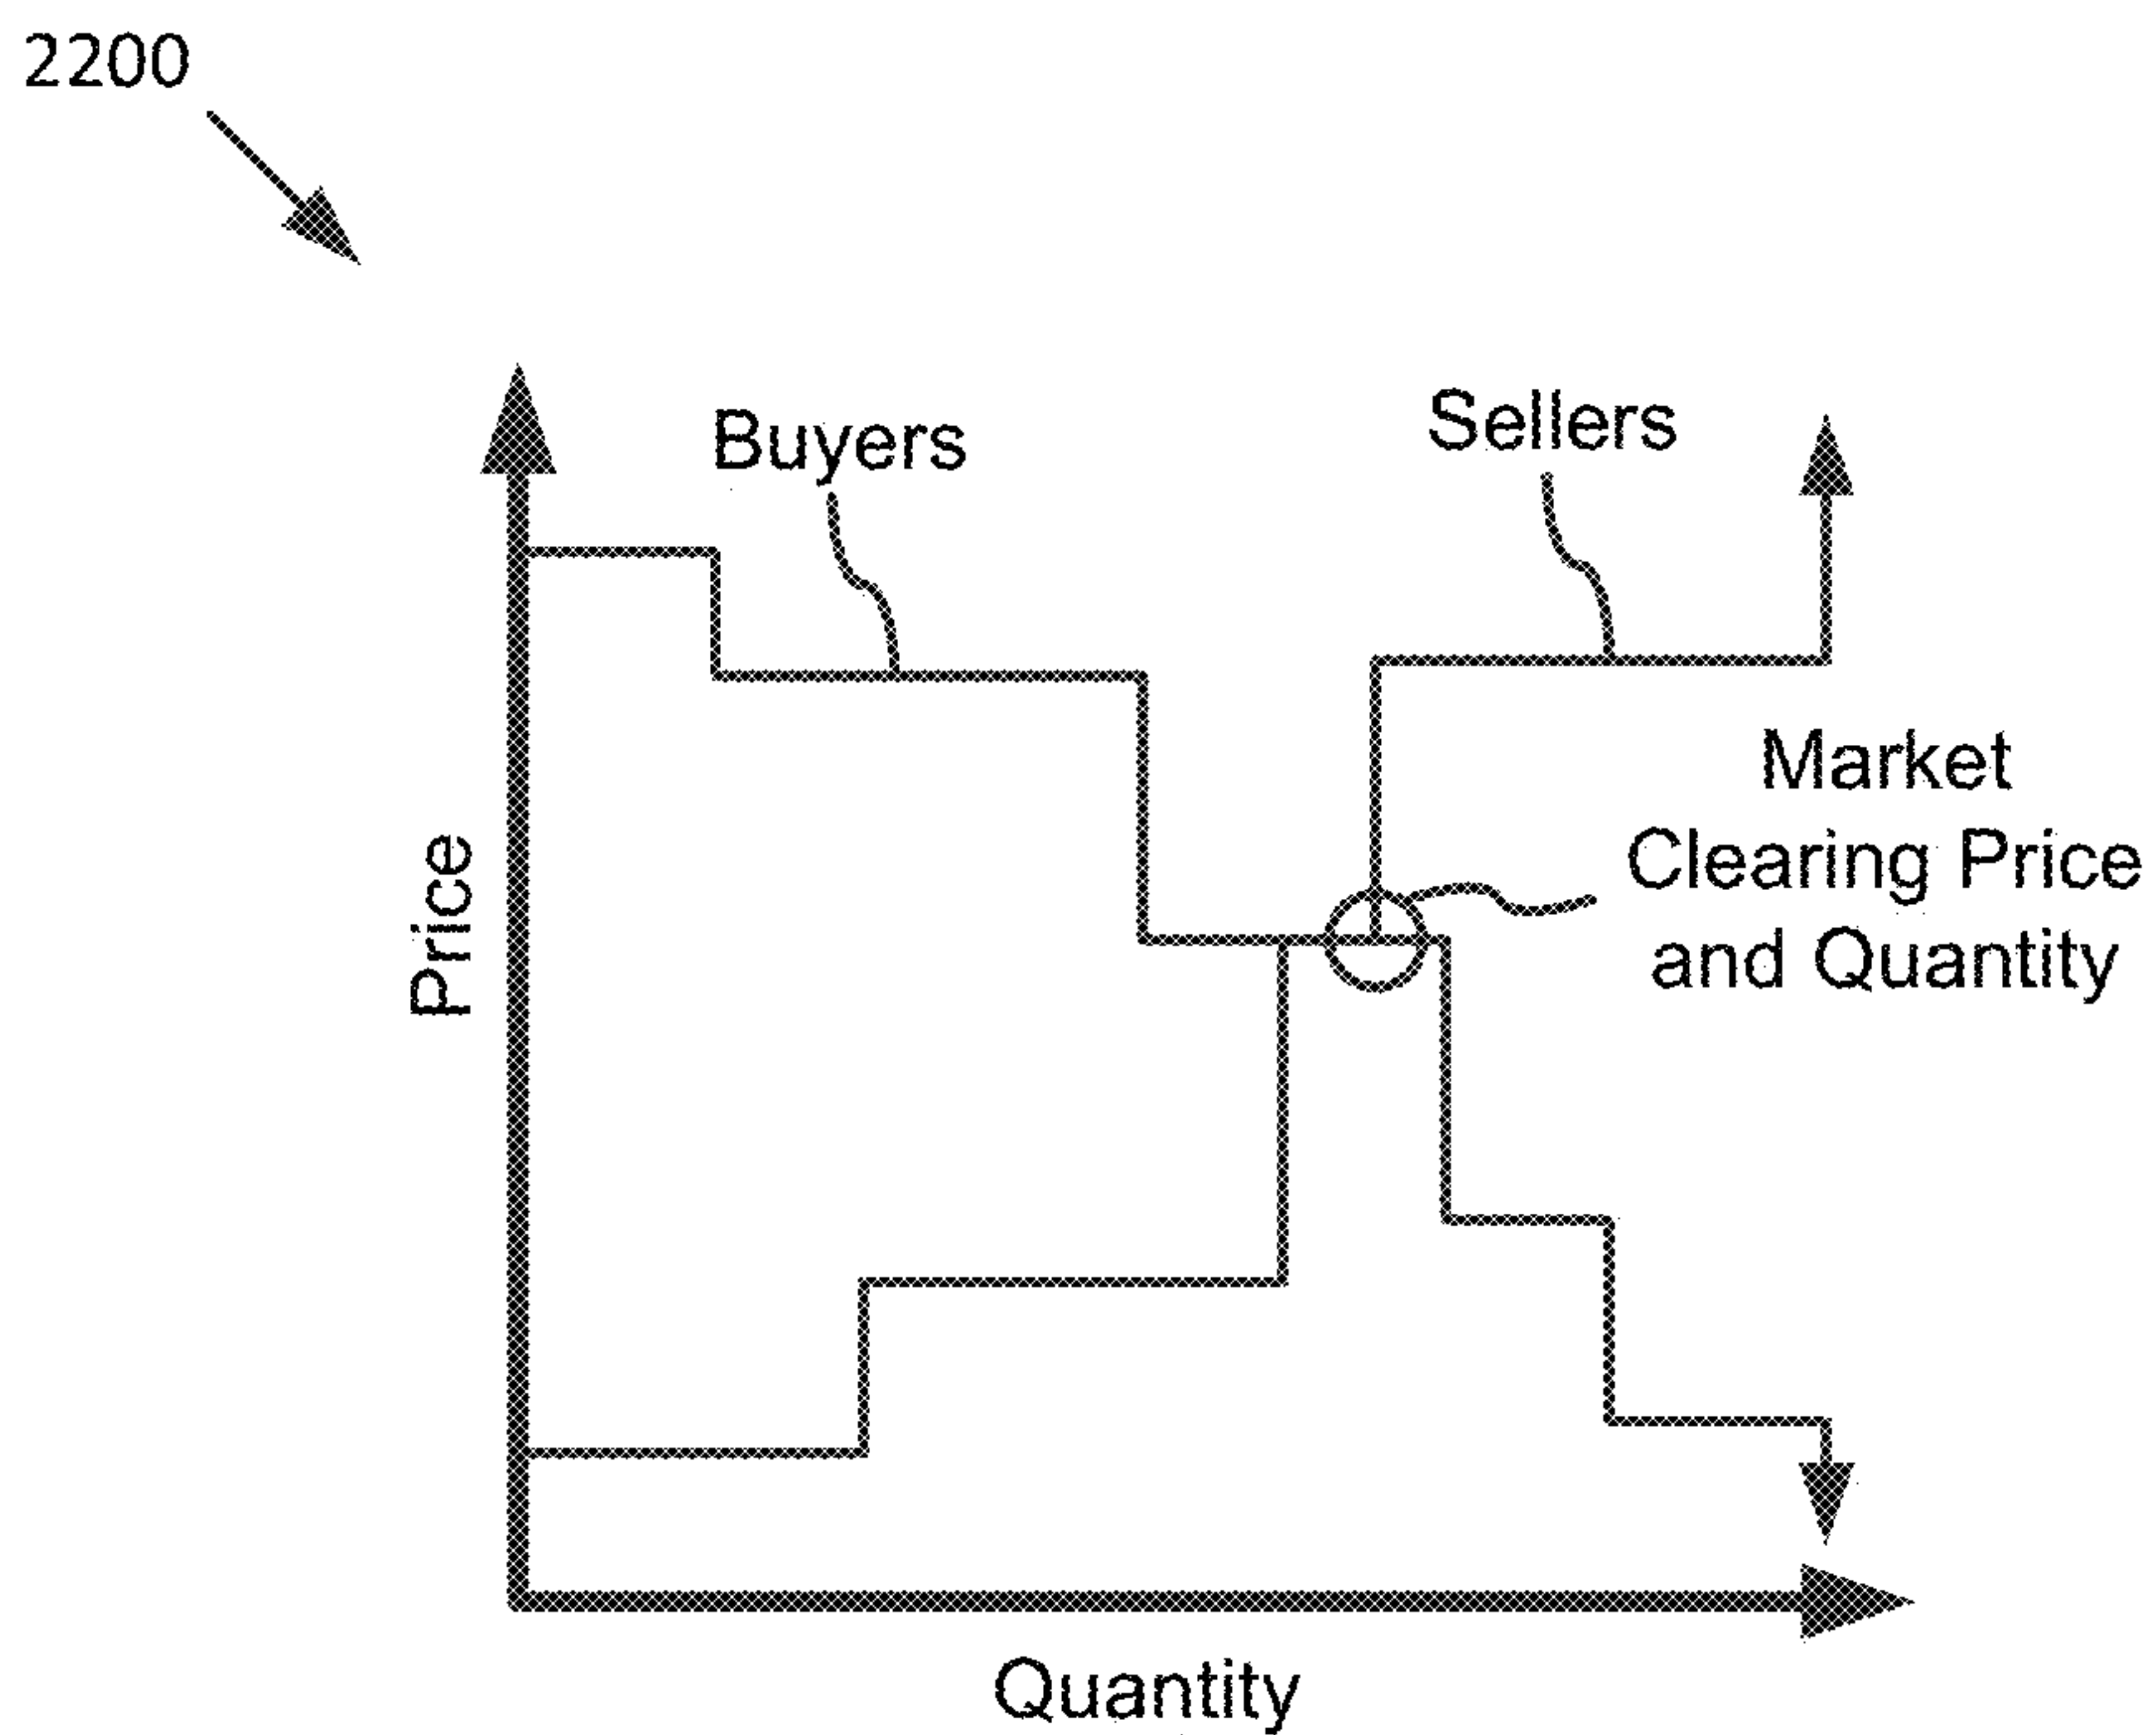 2200
Buyers
Sellers
Market
Clearing Price
and Quantity
Price
Quantity